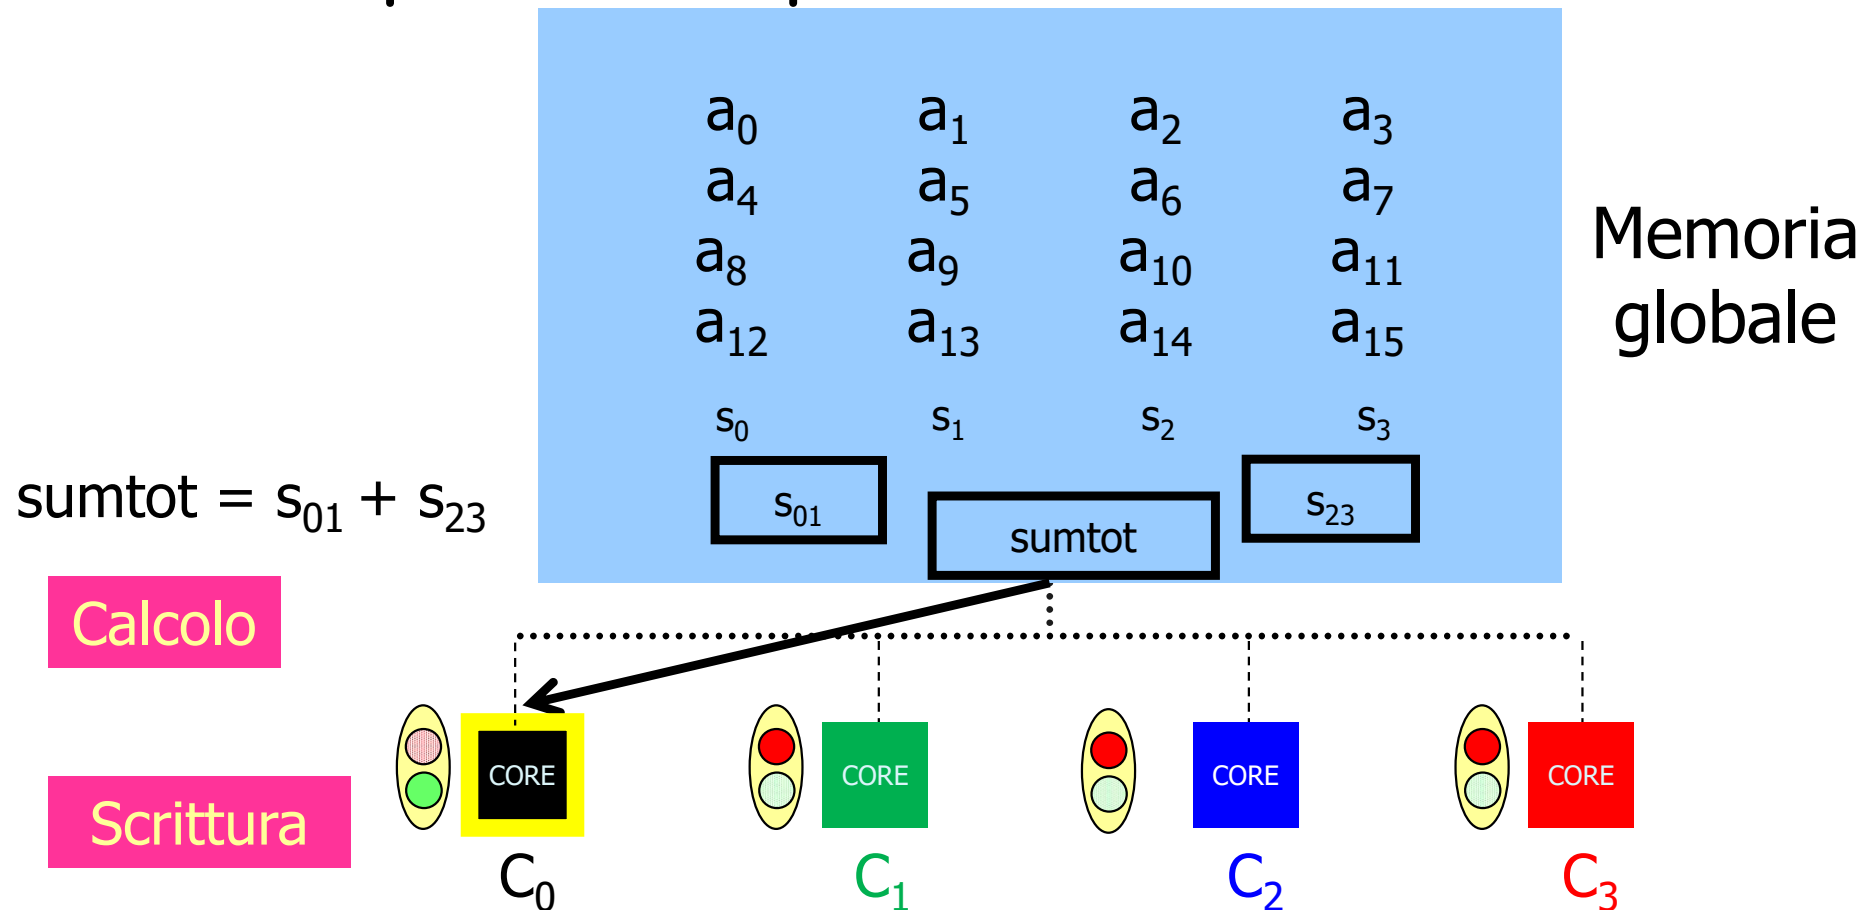 a0 a1 a2 a3
a4 a5 a6 a7
a8 a9 a10 a11
a12 a13 a14 a15
Memoria
globale
s0 s1 s2 s3
s01 sumtot s23
sumtot = s01 + s23
Calcolo
Scrittura
CORE CORE CORE CORE
C0 C1 C2 C3